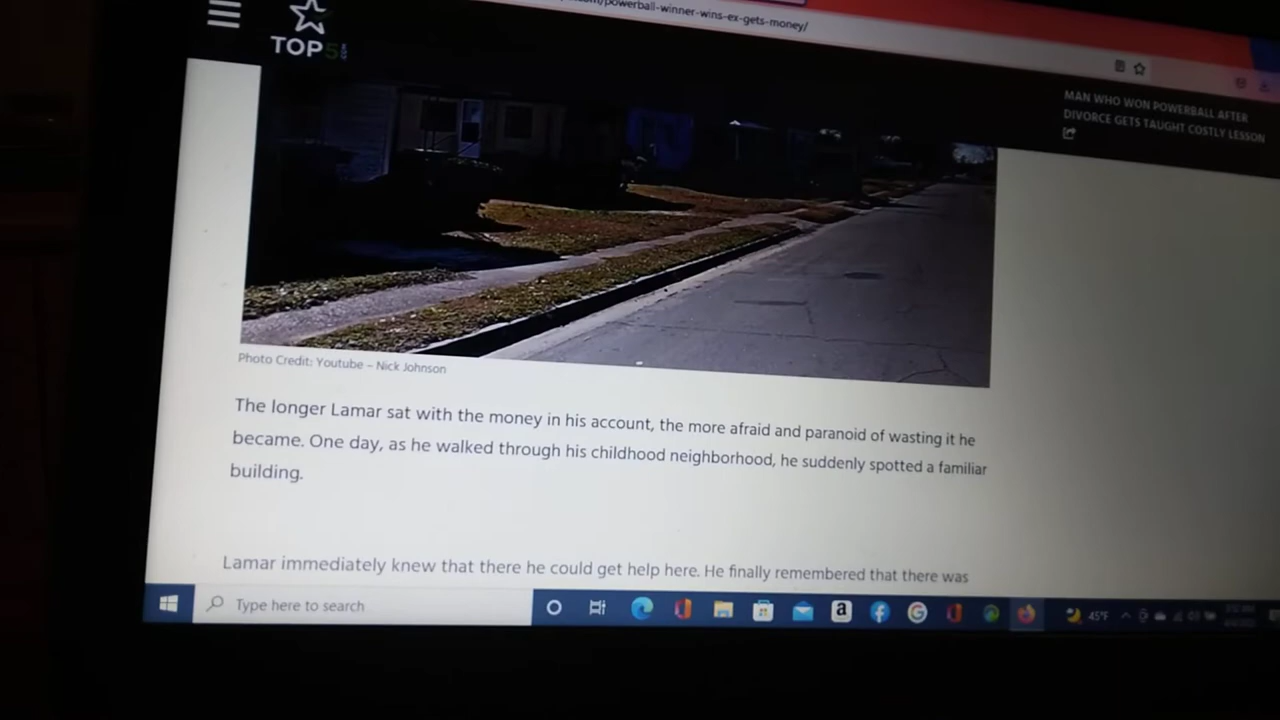 powerball-winner-wins-ex-gets-money/
TOP5
MAN WHO WON POWERBALL AFTER
DIVORCE GETS TAUGHT COSTLY LESSON
Photo Credit: Youtube – Nick Johnson
The longer Lamar sat with the money in his account, the more afraid and paranoid of wasting it he
became. One day, as he walked through his childhood neighborhood, he suddenly spotted a familiar
building.
Lamar immediately knew that there he could get help here. He finally remembered that there was
Type here to search
a
45°F